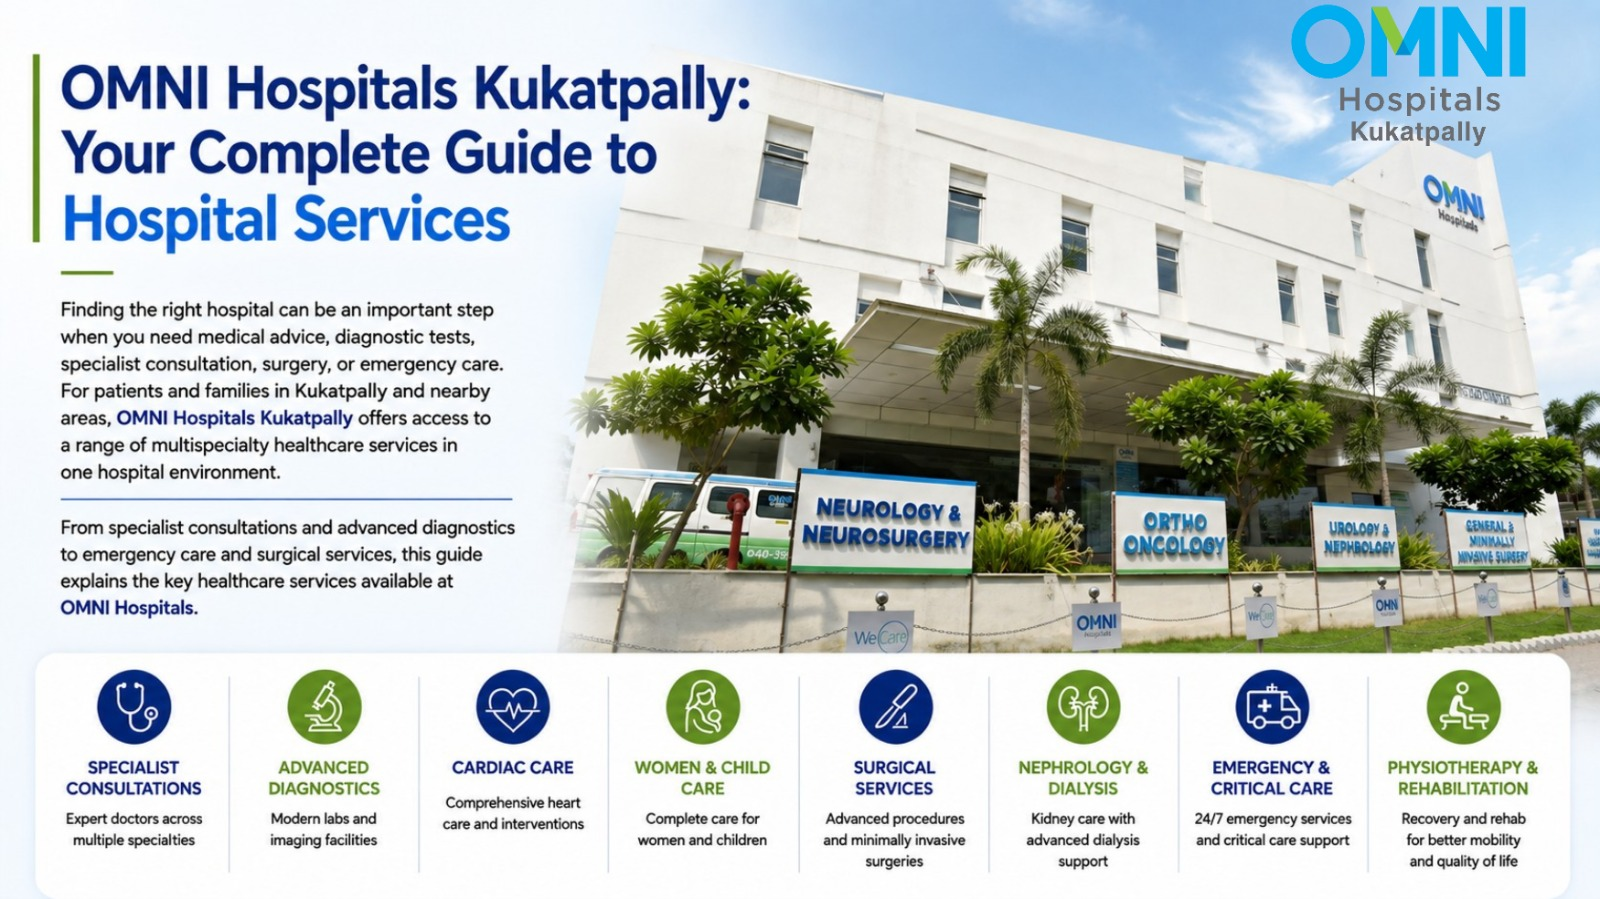 OMNI
Hospitals
Kukatpally
OMNI Hospitals Kukatpally:
Your Complete Guide to
Hospital Services
Finding the right hospital can be an important step
when you need medical advice, diagnostic tests,
specialist consultation, surgery, or emergency care.
For patients and families in Kukatpally and nearby
areas, OMNI Hospitals Kukatpally offers access to
a range of multispecialty healthcare services in
one hospital environment.
From specialist consultations and advanced diagnostics
to emergency care and surgical services, this guide
explains the key healthcare services available at
OMNI Hospitals.
OMNI
Hospitals
NEUROLOGY &
NEUROSURGERY
ORTHO
ONCOLOGY
UROLOGY &
NEPHROLOGY
GENERAL &
MINIMALLY
SURGERY
WeCare
OMNI
WeCare
OMNI
SPECIALIST
CONSULTATIONS
Expert doctors across
multiple specialties
ADVANCED
DIAGNOSTICS
Modern labs and
imaging facilities
CARDIAC CARE
Comprehensive heart
care and interventions
WOMEN & CHILD
CARE
Complete care for
women and children
SURGICAL
SERVICES
Advanced procedures
and minimally invasive
surgeries
NEPHROLOGY &
DIALYSIS
Kidney care with
advanced dialysis
support
EMERGENCY &
CRITICAL CARE
24/7 emergency services
and critical care support
PHYSIOTHERAPY &
REHABILITATION
Recovery and rehab
for better mobility
and quality of life